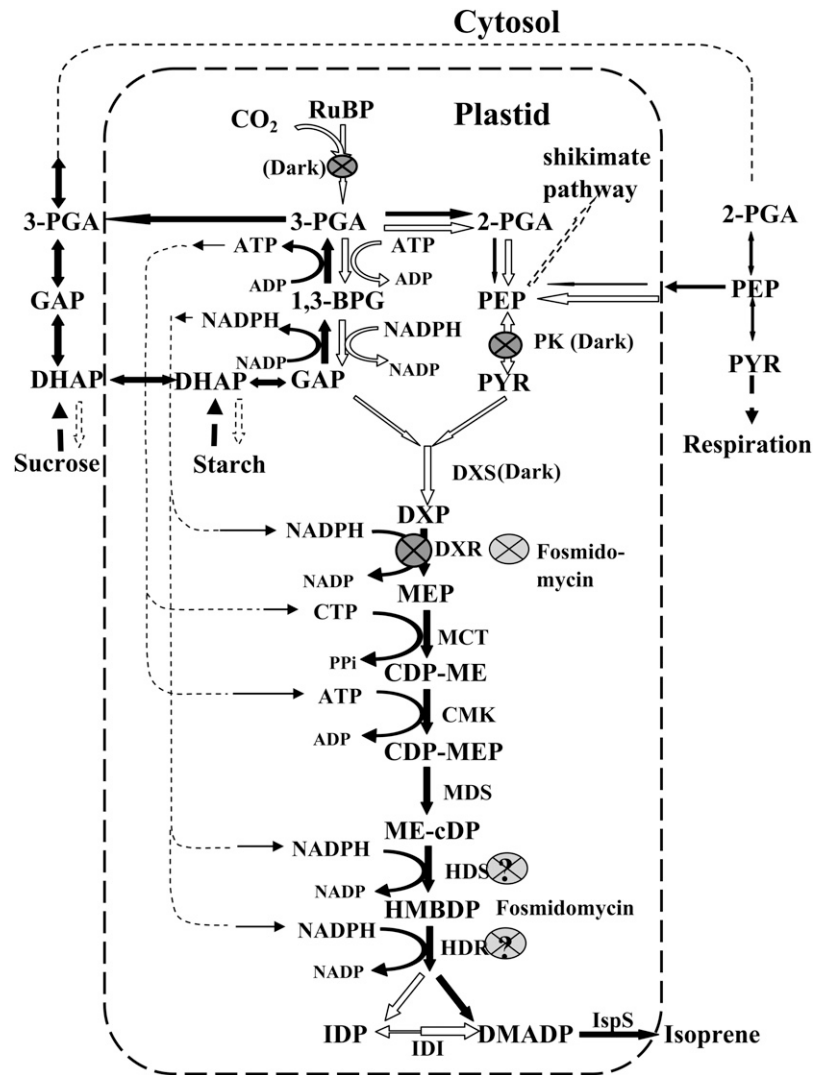 Cytosol
RuBP
CO2
Plastid
(Dark)
shikimate
pathway
3-PGA
3-PGA
2-PGA
2-PGA
ATP
ATP
ADP
ADP
GAP
1,3-BPG
PEP
PEP
NADPH
NADPH
PK (Dark)
NADP
NADP
PYR
DHAP
DHAP
GAP
PYR
Sucrose
Starch
Respiration
DXS(Dark)
DXP
NADPH
DXR
Fosmido-
mycin
NADP
MEP
CTP
MCT
PPi
CDP-ME
ATP
CMK
ADP
CDP-MEP
MDS
ME-cDP
NADPH
HDS ?
NADP
HMBDP
Fosmidomycin
NADPH
HDR ?
NADP
IDP
IDI
DMADP
IspS
Isoprene